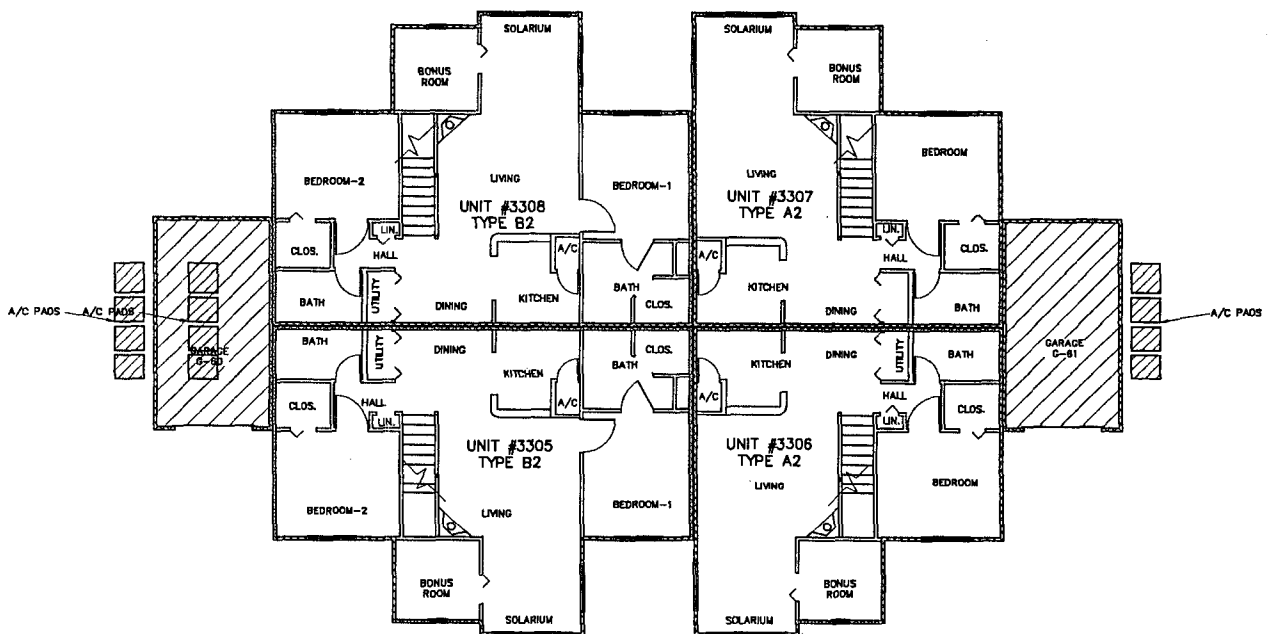 SOLARIUM
SOLARIUM
BONUS
ROOM
BONUS
ROOM
BEDROOM-2
LIVING
BEDROOM-1
LIVING
BEDROOM
UNIT #3308
TYPE B2
UNIT #3307
TYPE A2
LIN.
LIN.
CLOS.
HALL
A/C
A/C
HALL
CLOS.
BATH
UTILITY
DINING
KITCHEN
BATH
CLOS.
KITCHEN
DINING
UTILITY
BATH
A/C PADS
A/C PADS
A/C PADS
GARAGE
G-60
GARAGE
G-61
BATH
UTILITY
DINING
KITCHEN
BATH
CLOS.
KITCHEN
DINING
UTILITY
BATH
CLOS.
HALL
LIN.
A/C
A/C
HALL
LIN.
CLOS.
UNIT #3305
TYPE B2
UNIT #3306
TYPE A2
BEDROOM-2
LIVING
BEDROOM-1
LIVING
BEDROOM
BONUS
ROOM
BONUS
ROOM
SOLARIUM
SOLARIUM